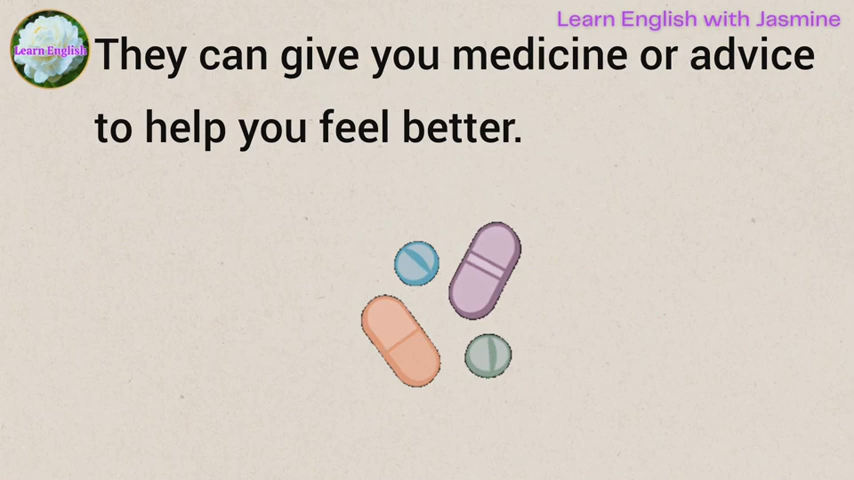 Learn English with Jasmine
Learn English
They can give you medicine or advice
to help you feel better.